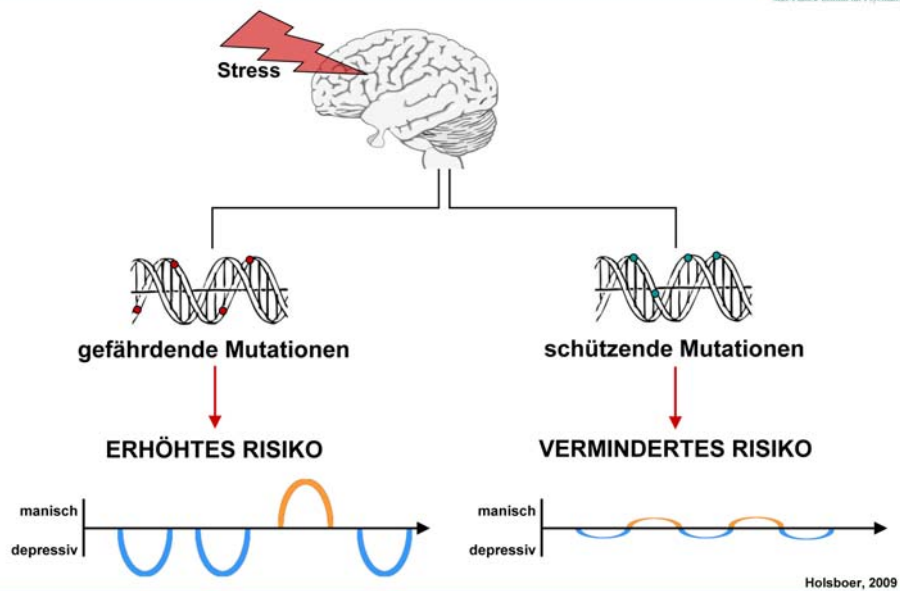 Stress
gefährdende Mutationen
schützende Mutationen
ERHÖHTES RISIKO
VERMINDERTES RISIKO
manisch
depressiv
manisch
depressiv
Holsboer, 2009